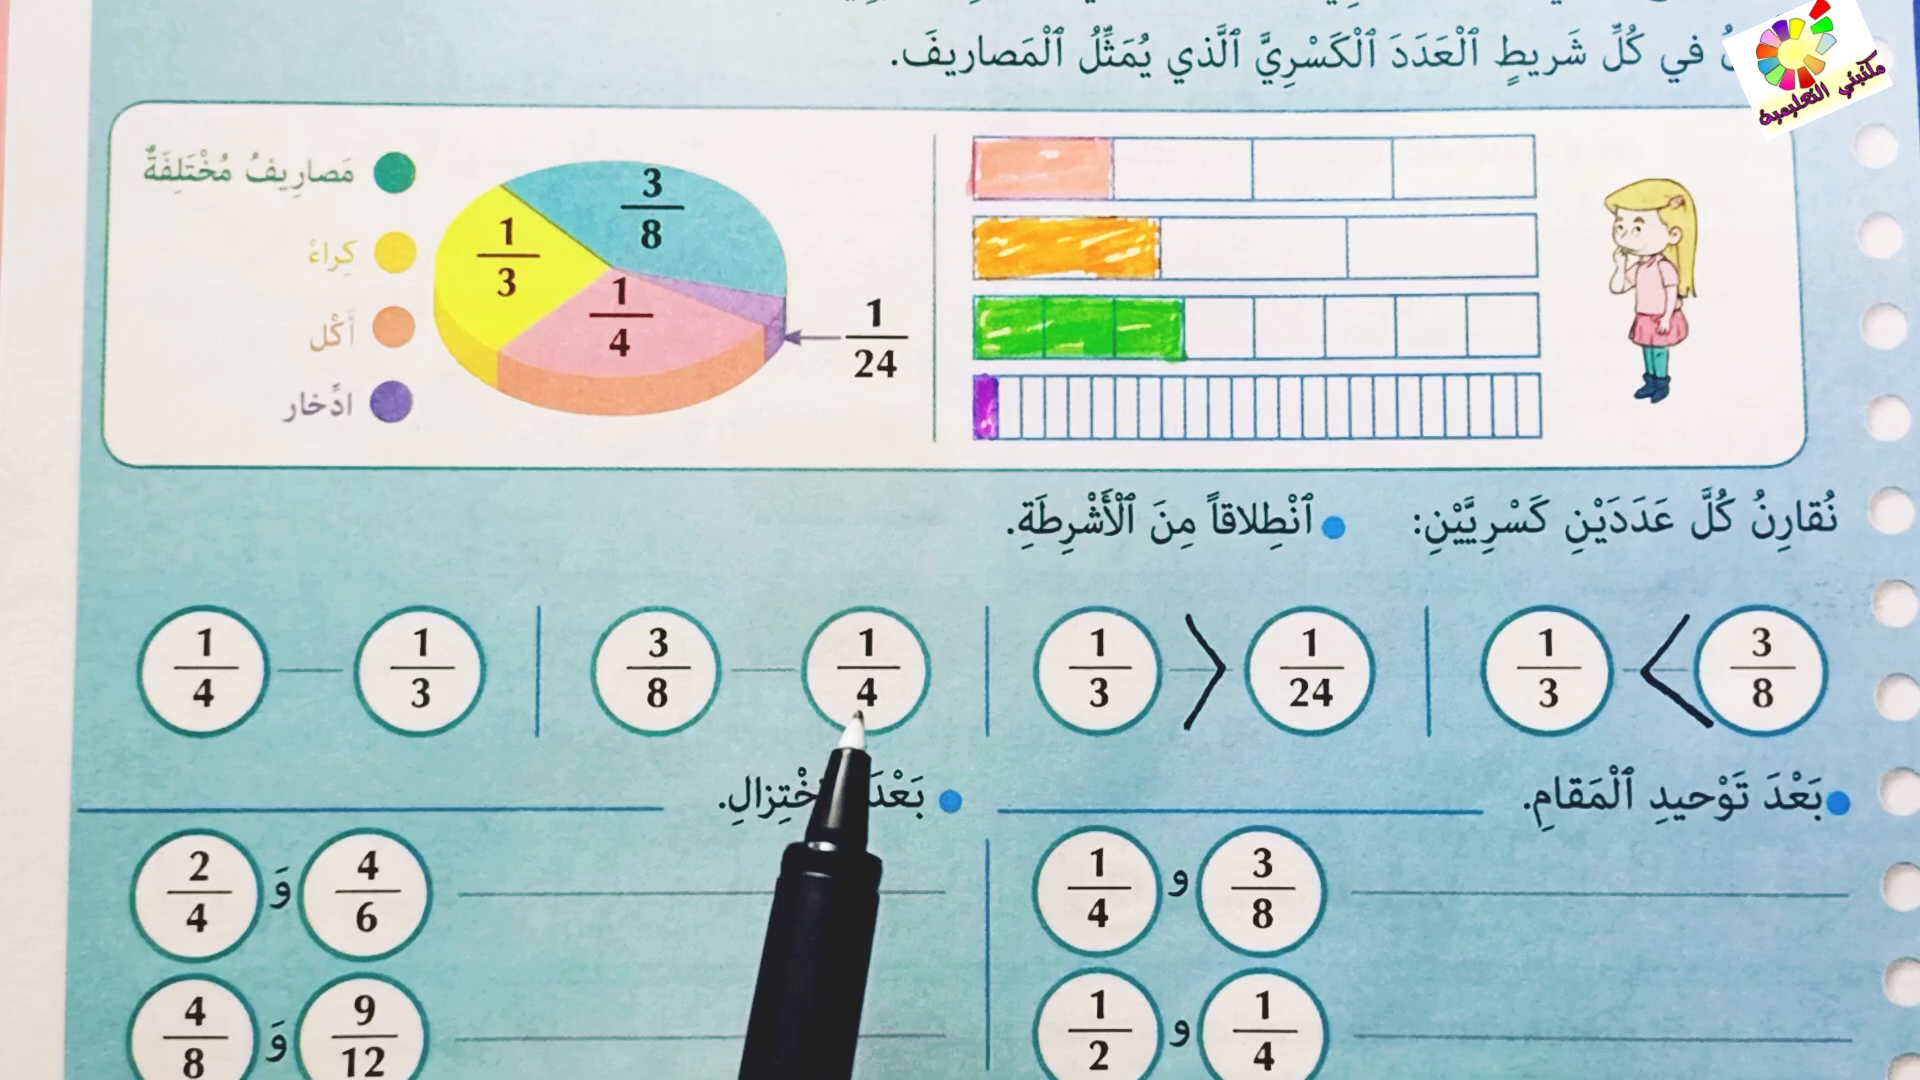 في كُلِّ شَريطٍ ٱلْعَدَدَ ٱلْكَسْرِيَّ ٱلَّذي يُمَثِّلُ ٱلْمَصاريفَ.
مكتبتي التعليمية
مَصارِيفُ مُخْتَلِفَةٌ
كِراءْ
أَكْل
ادِّخار
3/8
1/3
1/4
1/24
نُقارِنُ كُلَّ عَدَدَيْنِ كَسْرِيَّيْنِ: ● ٱنْطِلاقاً مِنَ ٱلْأَشْرِطَةِ.
1/4 1/3 | 3/8 1/4 | 1/3 > 1/24 | 1/3 < 3/8
● بَعْدَ تَوْحيدِ ٱلْمَقامِ.
3/8 و 1/4
1/4 و 1/2
● بَعْدَ
4/6 وَ 2/4
9/12 وَ 4/8